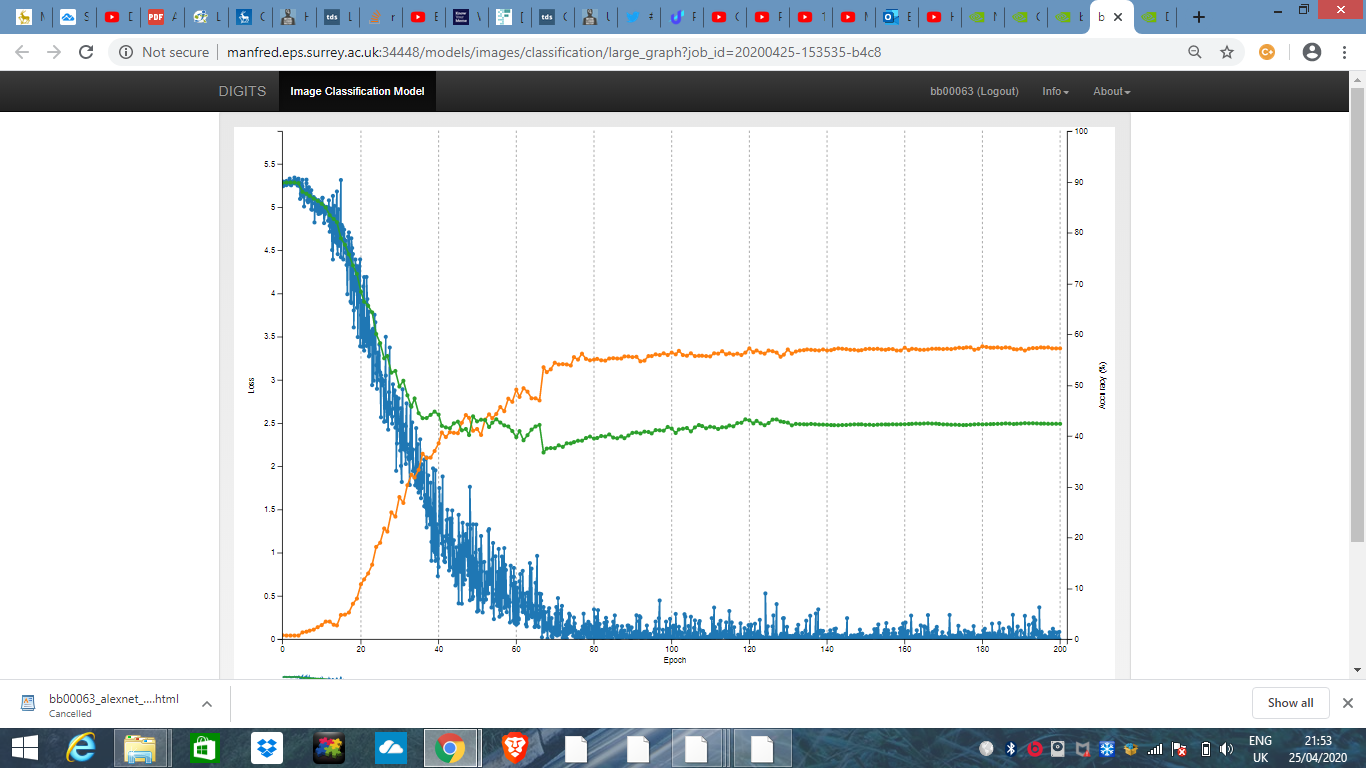 Not secure | manfred.eps.surrey.ac.uk:34448/models/images/classification/large_graph?job_id=20200425-153535-b4c8
DIGITS Image Classification Model bb00063 (Logout) Info About
5.5
5
4.5
4
3.5
3
2.5
2
1.5
1
0.5
0
Loss
100
90
80
70
60
50
40
30
20
10
0
Accuracy (%)
0 20 40 60 80 100 120 140 160 180 200
Epoch
bb00063_alexnet_....html
Cancelled
Show all
ENG
UK
21:53
25/04/2020